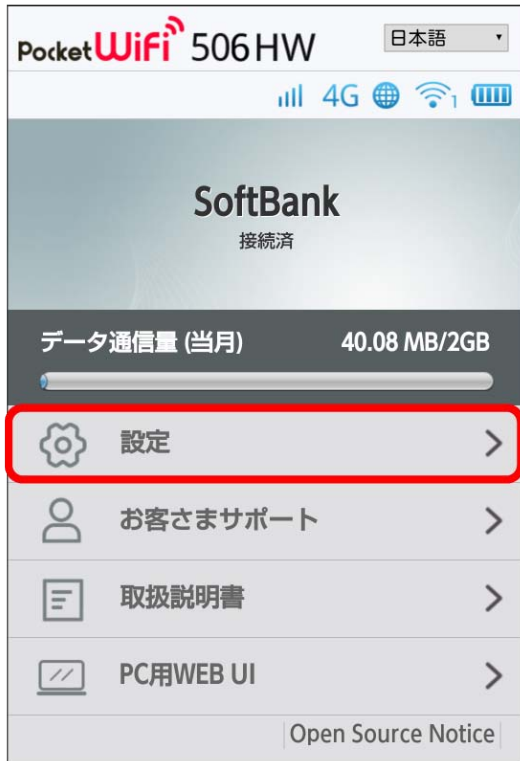 Pocket WiFi 506HW
日本語
4G 1
SoftBank
接続済
データ通信量 (当月) 40.08 MB/2GB
設定
お客さまサポート
取扱説明書
PC用WEB UI
Open Source Notice